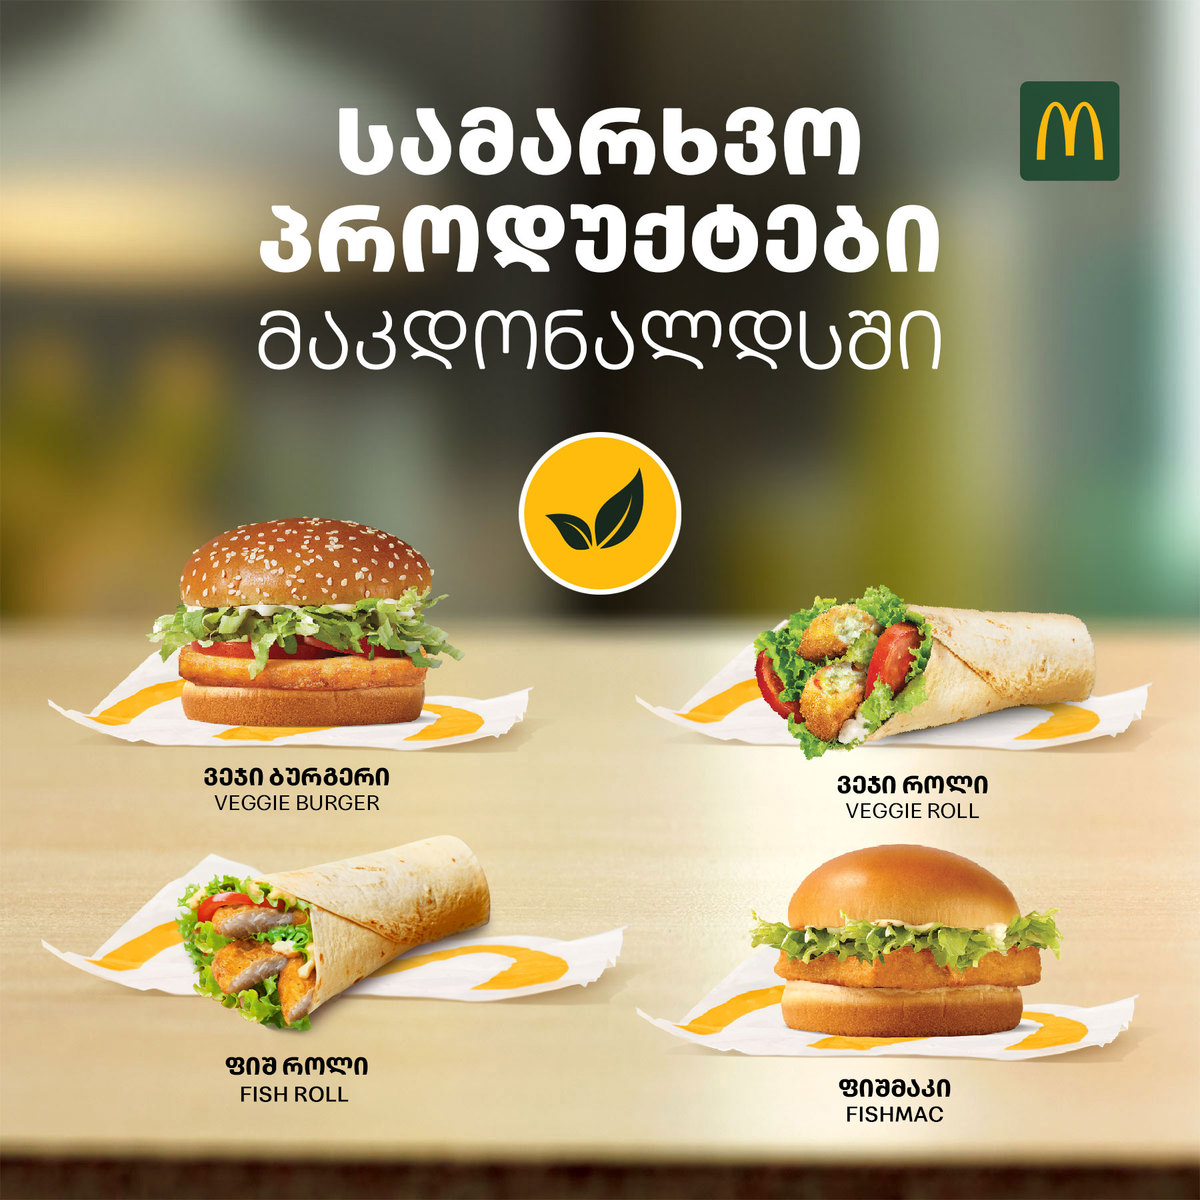 სამარხვო
პროდუქტები
მაკდონალდსში
ვეჯი ბურგერი
VEGGIE BURGER
ვეჯი როლი
VEGGIE ROLL
ფიშ როლი
FISH ROLL
ფიშმაკი
FISHMAC